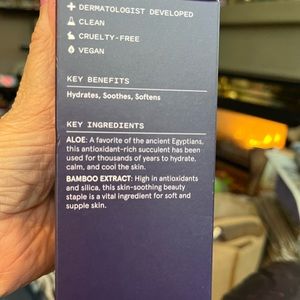 DERMATOLOGIST DEVELOPED
CLEAN
CRUELTY-FREE
VEGAN
KEY BENEFITS
Hydrates, Soothes, Softens
KEY INGREDIENTS
ALOE: A favorite of the ancient Egyptians,
this antioxidant-rich succulent has been
used for thousands of years to hydrate,
calm, and cool the skin.
BAMBOO EXTRACT: High in antioxidants
and silica, this skin-soothing beauty
staple is a vital ingredient for soft and
supple skin.